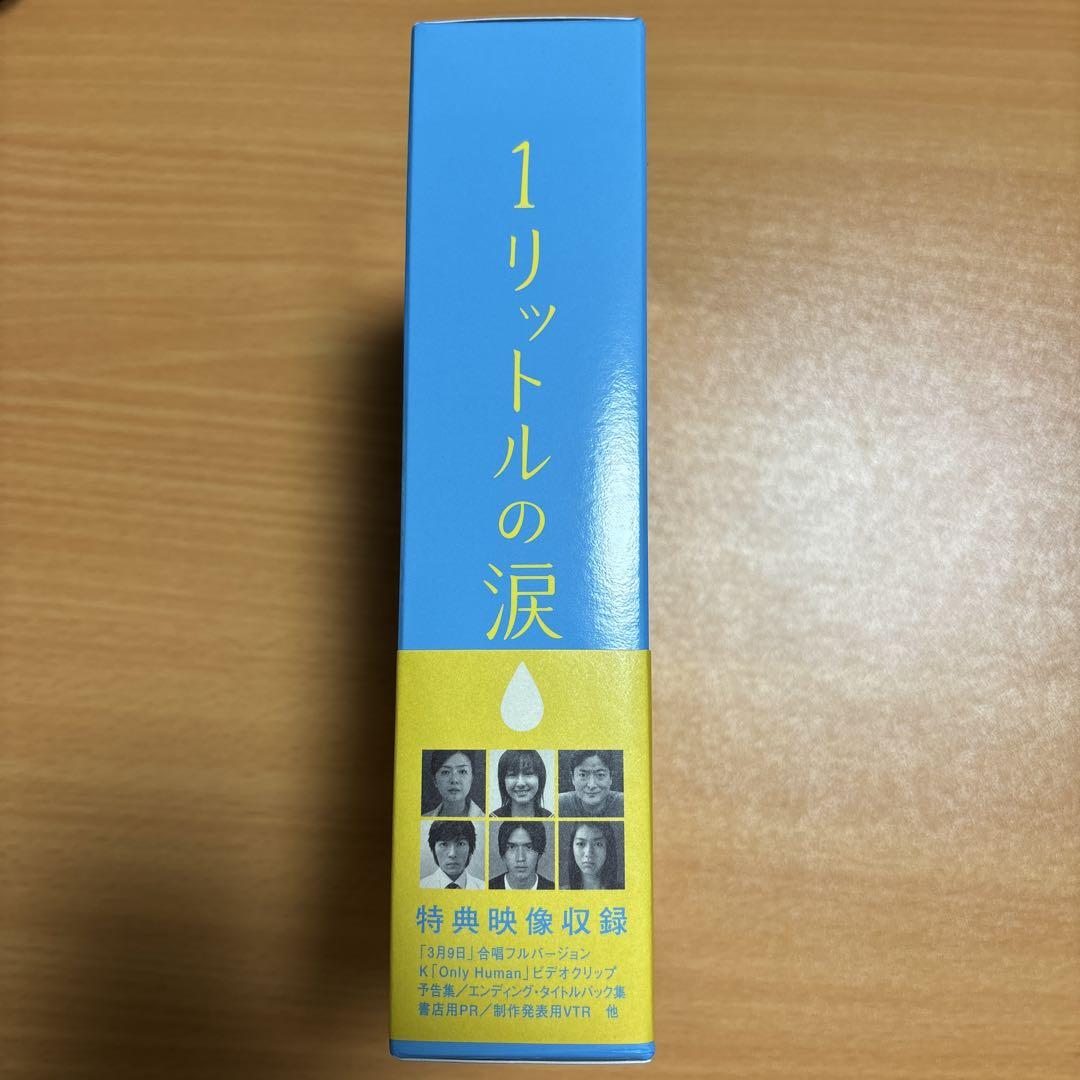 1リットルの涙
特典映像収録
「3月9日」合唱フルバージョン
K「Only Human」ビデオクリップ
予告集／エンディング・タイトルバック集
書店用PR／制作発表用VTR 他